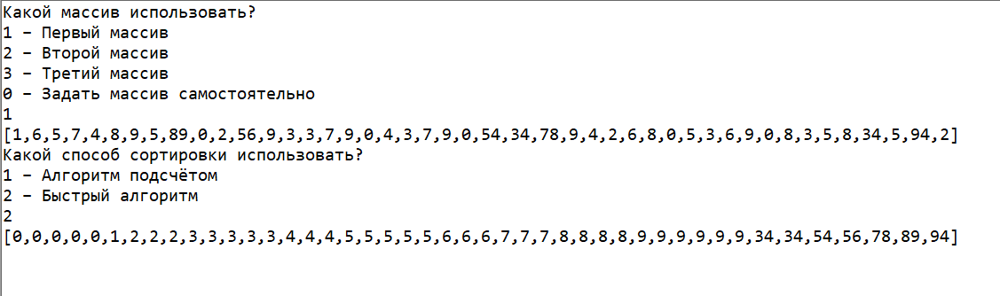 Какой массив использовать?
1 – Первый массив
2 – Второй массив
3 – Третий массив
0 – Задать массив самостоятельно
1
[1,6,5,7,4,8,9,5,89,0,2,56,9,3,3,7,9,0,4,3,7,9,0,54,34,78,9,4,2,6,8,0,5,3,6,9,0,8,3,5,8,34,5,94,2]
Какой способ сортировки использовать?
1 – Алгоритм подсчётом
2 – Быстрый алгоритм
2
[0,0,0,0,0,1,2,2,2,3,3,3,3,3,4,4,4,5,5,5,5,5,6,6,6,7,7,7,8,8,8,8,9,9,9,9,9,9,34,34,54,56,78,89,94]